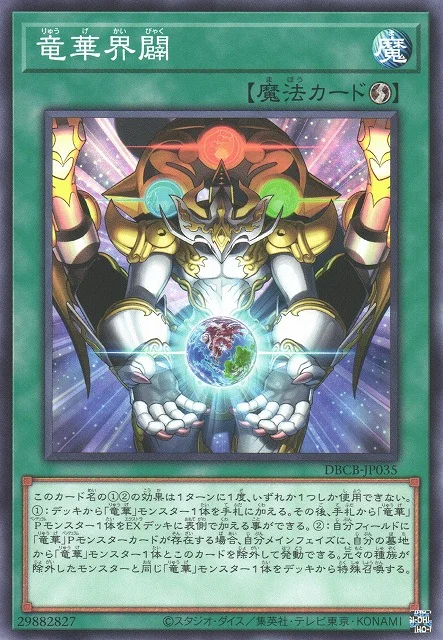 竜華界闢
魔
【魔法カード】
DBCB-JP035
このカード名の①②の効果は1ターンに1度、いずれか1つしか使用できない。
①：デッキから「竜華」モンスター1体を手札に加える。その後、手札から「竜華」
Pモンスター1体をEXデッキに表側で加える事ができる。②：自分フィールドに
「竜華」Pモンスターカードが存在する場合、自分メインフェイズに、自分の墓地
から「竜華」モンスター1体とこのカードを除外して発動できる。元々の種族が
除外したモンスターと同じ「竜華」モンスター1体をデッキから特殊召喚する。
29882827 ©スタジオ・ダイス／集英社・テレビ東京・KONAMI